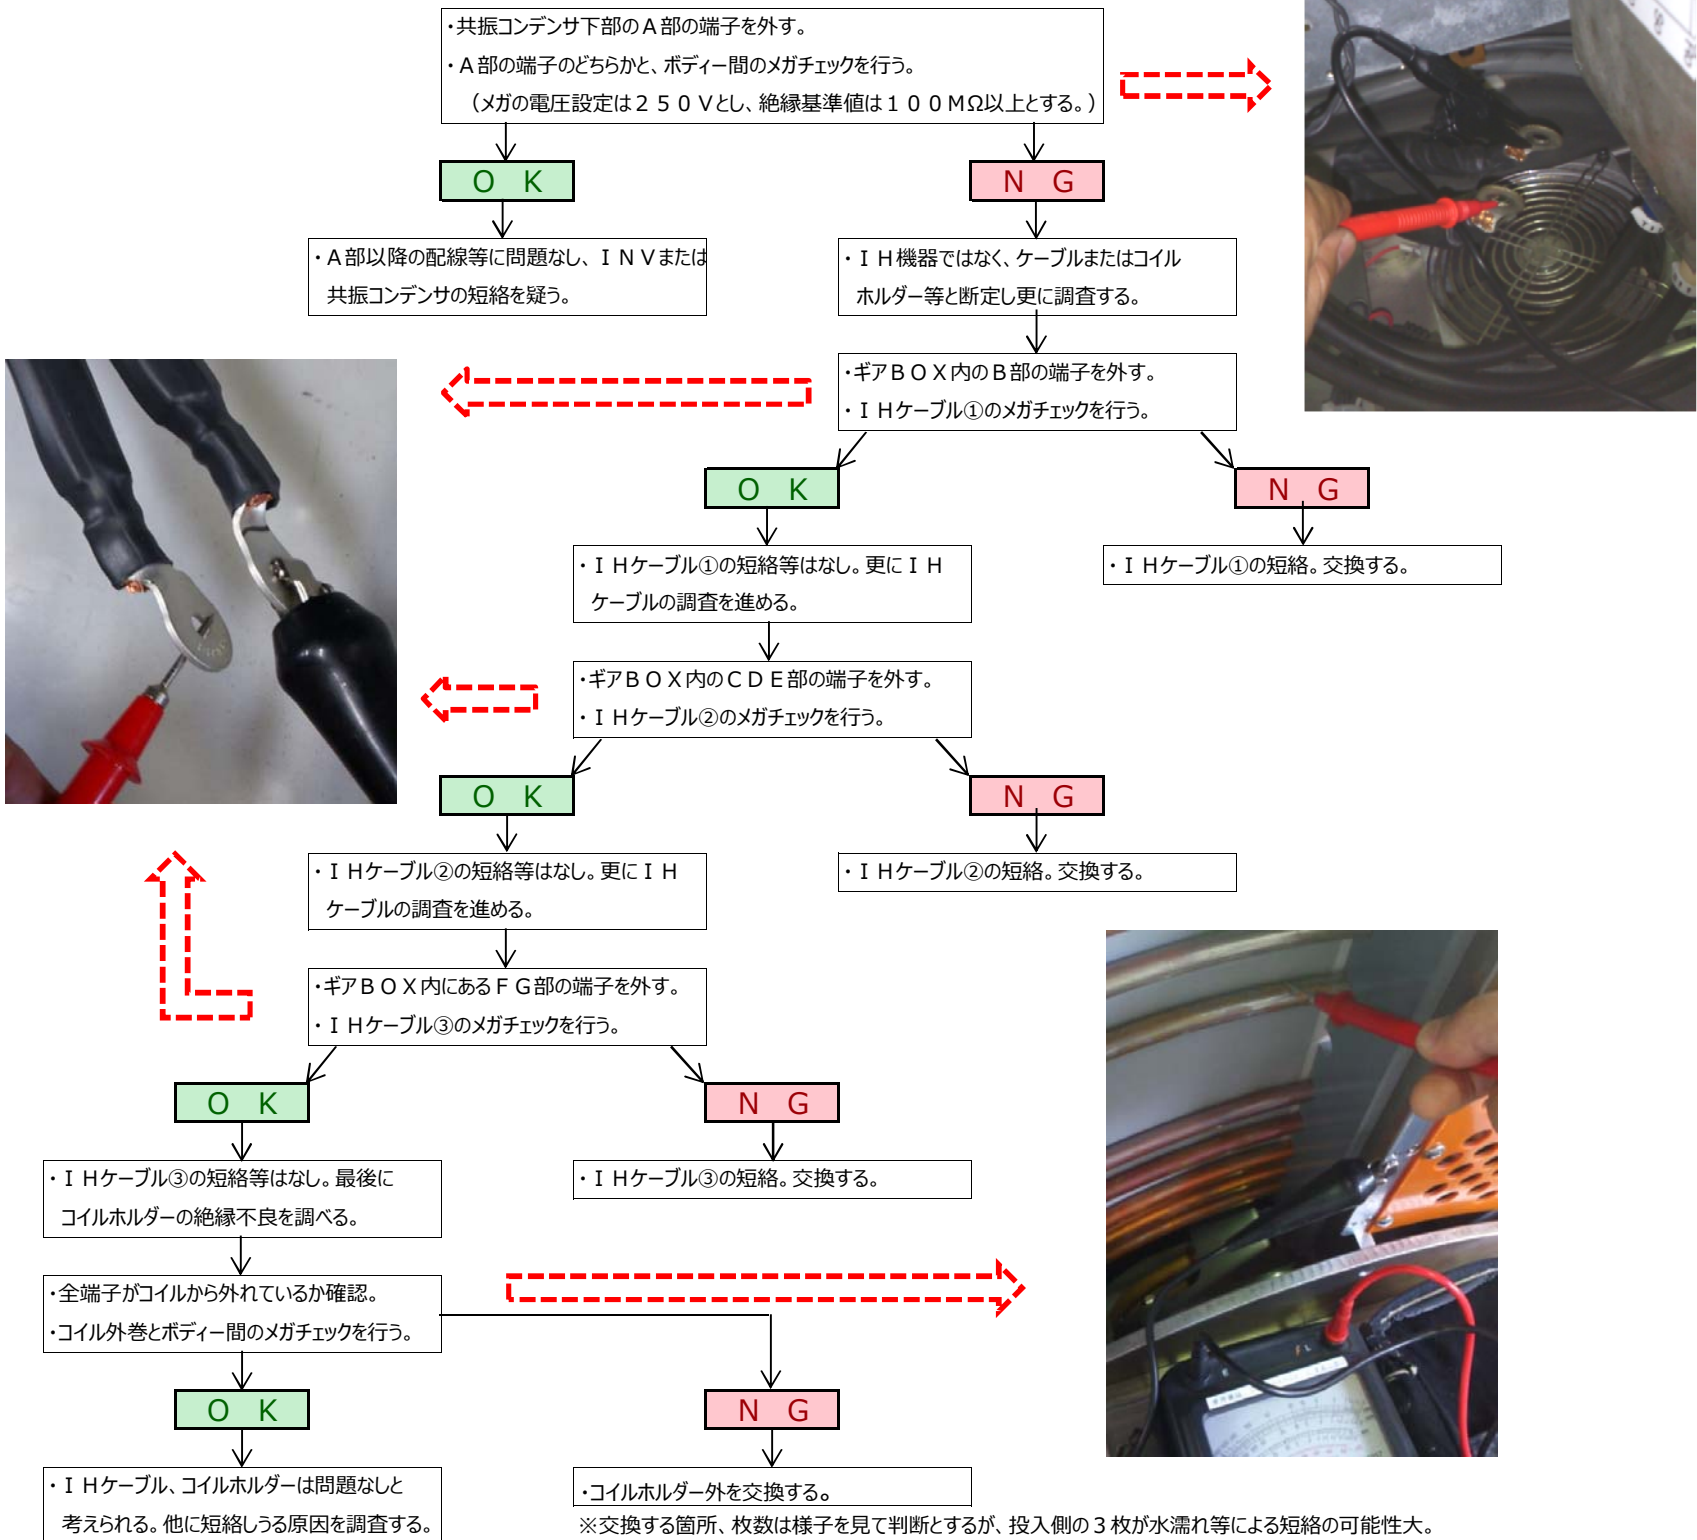 ・共振コンデンサ下部のA部の端子を外す。
・A部の端子のどちらかと、ボディー間のメガチェックを行う。
（メガの電圧設定は２５０Vとし、絶縁基準値は１００MΩ以上とする。）
O K
N G
・A部以降の配線等に問題なし、ＩＮＶまたは
共振コンデンサの短絡を疑う。
・ＩＨ機器ではなく、ケーブルまたはコイル
ホルダー等と断定し更に調査する。
・ギアＢＯＸ内のＢ部の端子を外す。
・ＩＨケーブル①のメガチェックを行う。
O K
N G
・ＩＨケーブル①の短絡等はなし。更にＩＨ
ケーブルの調査を進める。
・ＩＨケーブル①の短絡。交換する。
・ギアＢＯＸ内のＣＤＥ部の端子を外す。
・ＩＨケーブル②のメガチェックを行う。
O K
N G
・ＩＨケーブル②の短絡等はなし。更にＩＨ
ケーブルの調査を進める。
・ＩＨケーブル②の短絡。交換する。
・ギアＢＯＸ内にあるＦＧ部の端子を外す。
・ＩＨケーブル③のメガチェックを行う。
O K
N G
・ＩＨケーブル③の短絡等はなし。最後に
コイルホルダーの絶縁不良を調べる。
・ＩＨケーブル③の短絡。交換する。
・全端子がコイルから外れているか確認。
・コイル外巻とボディー間のメガチェックを行う。
O K
N G
・ＩＨケーブル、コイルホルダーは問題なしと
考えられる。他に短絡しうる原因を調査する。
・コイルホルダー外を交換する。
※交換する箇所、枚数は様子を見て判断とするが、投入側の３枚が水濡れ等による短絡の可能性大。